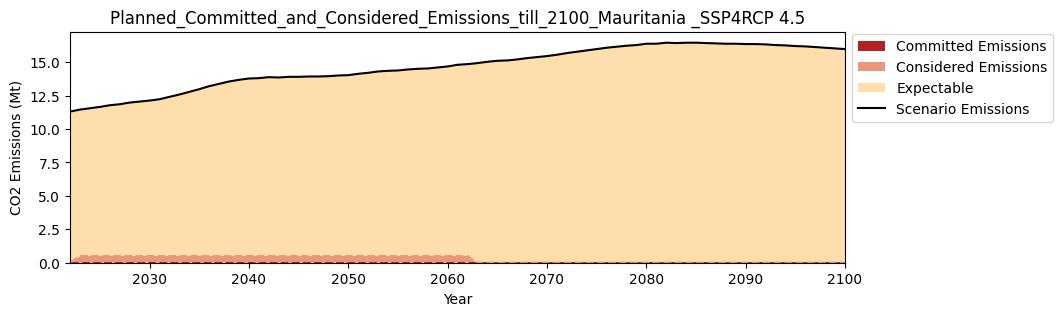 Planned_Committed_and_Considered_Emissions_till_2100_Mauritania _SSP4RCP 4.5
CO2 Emissions (Mt)
15.0
12.5
10.0
7.5
5.0
2.5
0.0
2030 2040 2050 2060 2070 2080 2090 2100
Year
Committed Emissions
Considered Emissions
Expectable
Scenario Emissions